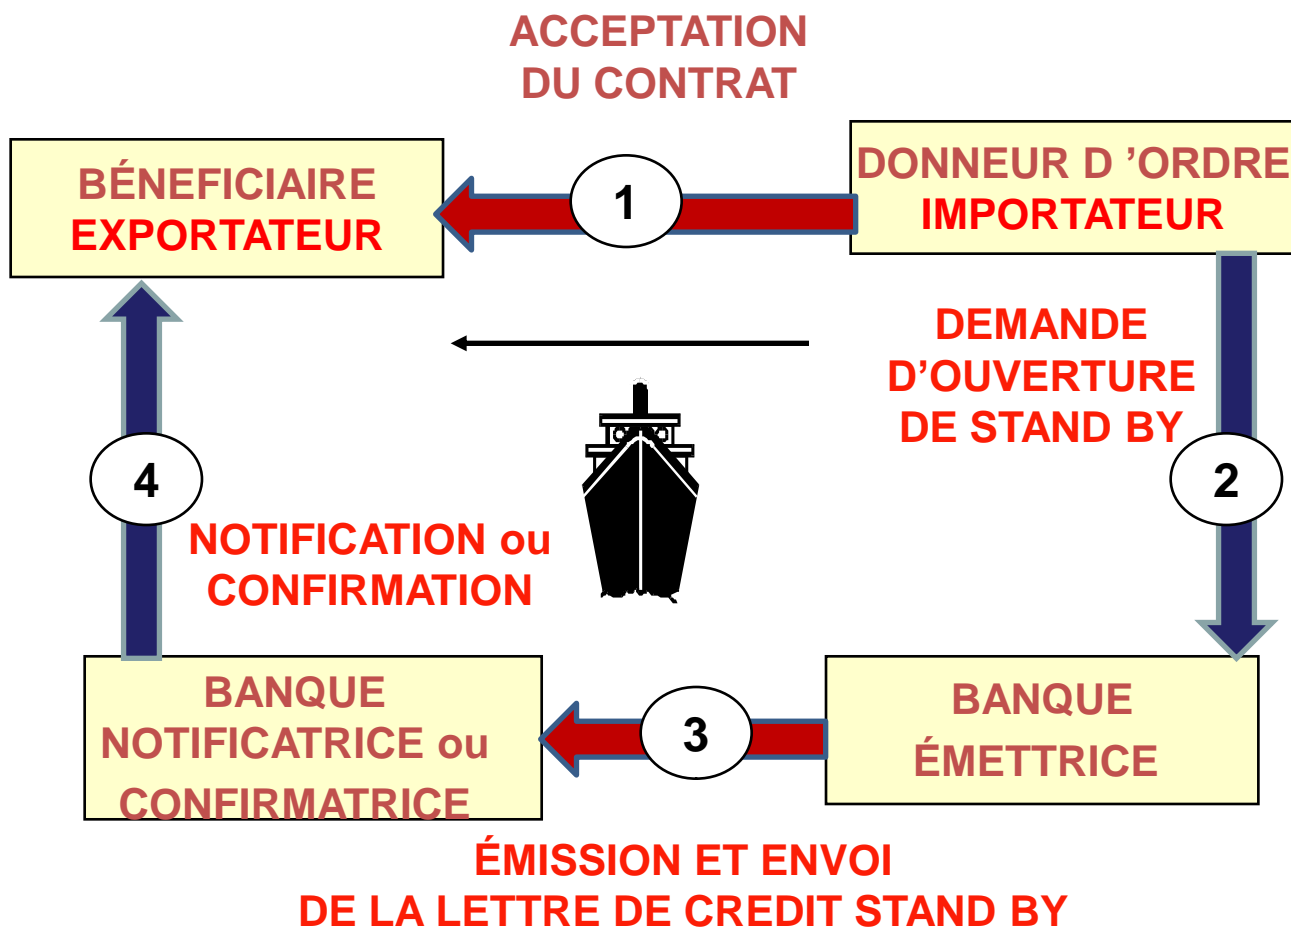 ACCEPTATION
DU CONTRAT
BÉNEFICIAIRE
EXPORTATEUR
1
DONNEUR D ’ORDRE
IMPORTATEUR
DEMANDE
D’OUVERTURE
DE STAND BY
4
2
NOTIFICATION ou
CONFIRMATION
BANQUE
NOTIFICATRICE ou
CONFIRMATRICE
3
BANQUE
ÉMETTRICE
ÉMISSION ET ENVOI
DE LA LETTRE DE CREDIT STAND BY